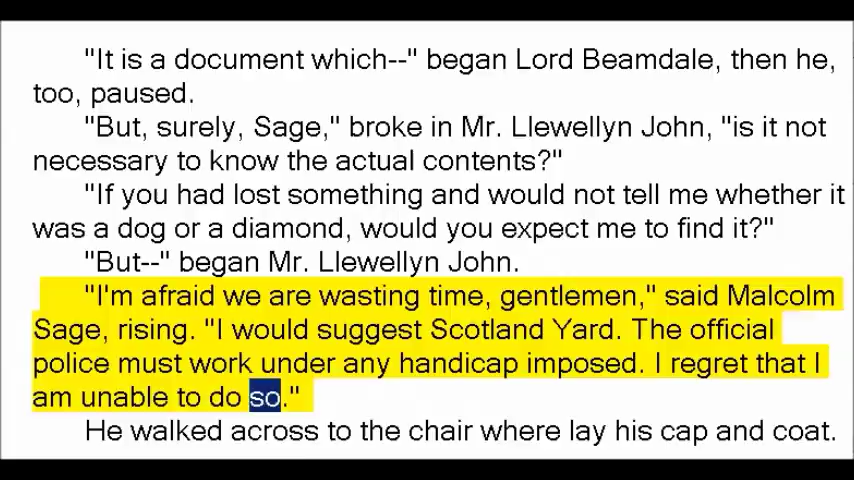 "It is a document which--" began Lord Beamdale, then he,
too, paused.
"But, surely, Sage," broke in Mr. Llewellyn John, "is it not
necessary to know the actual contents?"
"If you had lost something and would not tell me whether it
was a dog or a diamond, would you expect me to find it?"
"But--" began Mr. Llewellyn John.
"I'm afraid we are wasting time, gentlemen," said Malcolm
Sage, rising. "I would suggest Scotland Yard. The official
police must work under any handicap imposed. I regret that I
am unable to do so."
He walked across to the chair where lay his cap and coat.